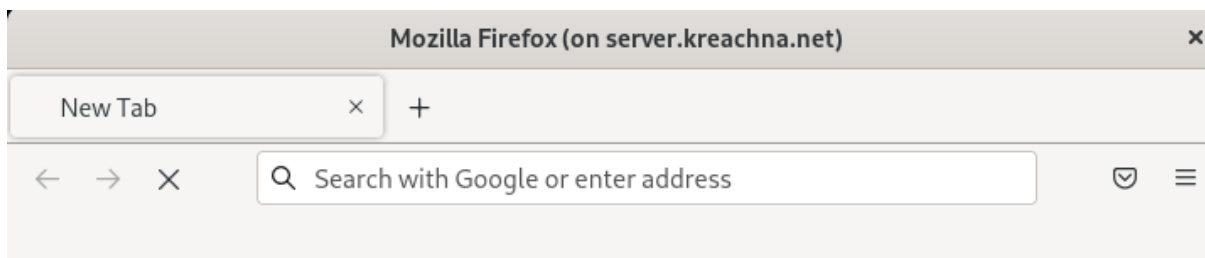 Mozilla Firefox (on server.kreachna.net)
New Tab
Search with Google or enter address